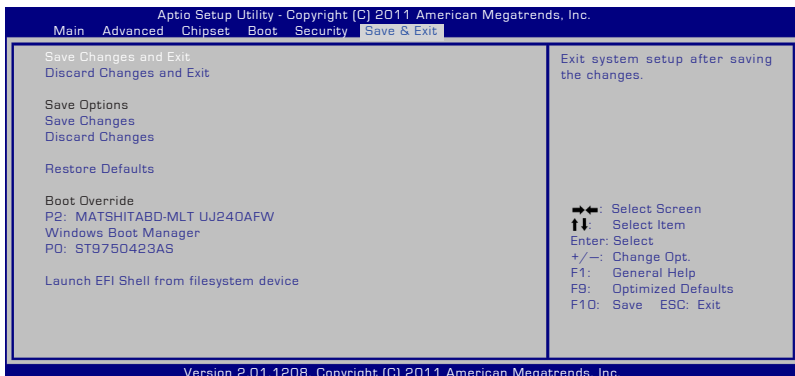 Aptio Setup Utility - Copyright (C) 2011 American Megatrends, Inc.
Main Advanced Chipset Boot Security Save & Exit
Save Changes and Exit
Discard Changes and Exit
Save Options
Save Changes
Discard Changes
Restore Defaults
Boot Override
P2: MATSHITABD-MLT UJ240AFW
Windows Boot Manager
P0: ST9750423AS
Launch EFI Shell from filesystem device
Exit system setup after saving
the changes.
→←: Select Screen
↑↓: Select Item
Enter: Select
+/—: Change Opt.
F1: General Help
F9: Optimized Defaults
F10: Save ESC: Exit
Version 2.01.1208. Copyright (C) 2011 American Megatrends, Inc.